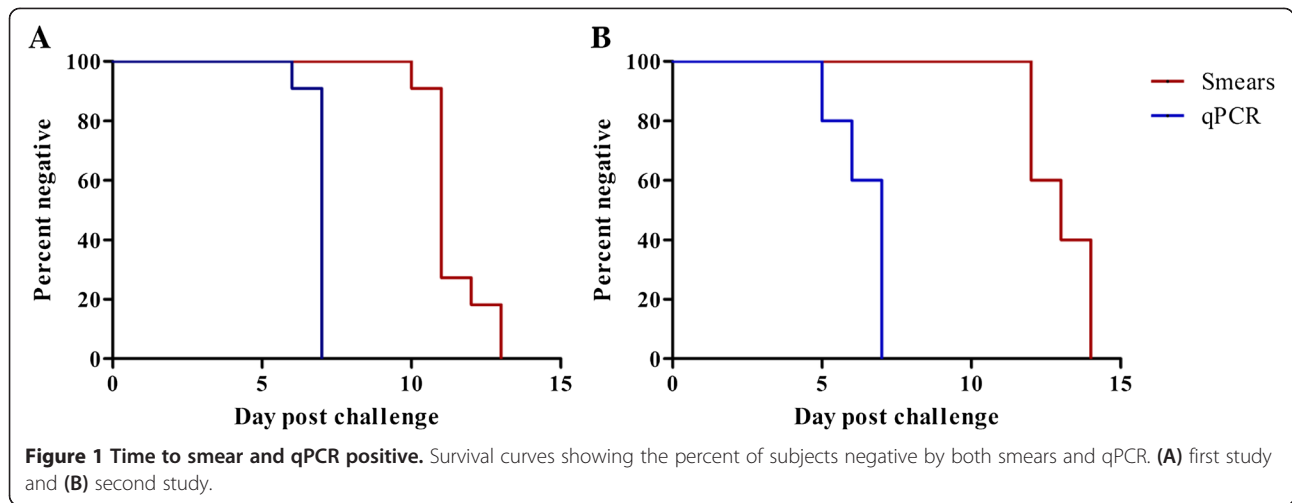 A
B
100
80
60
40
20
0
Percent negative
0 5 10 15
Day post challenge
100
80
60
40
20
0
Percent negative
0 5 10 15
Day post challenge
Smears
qPCR
Figure 1 Time to smear and qPCR positive. Survival curves showing the percent of subjects negative by both smears and qPCR. (A) first study
and (B) second study.